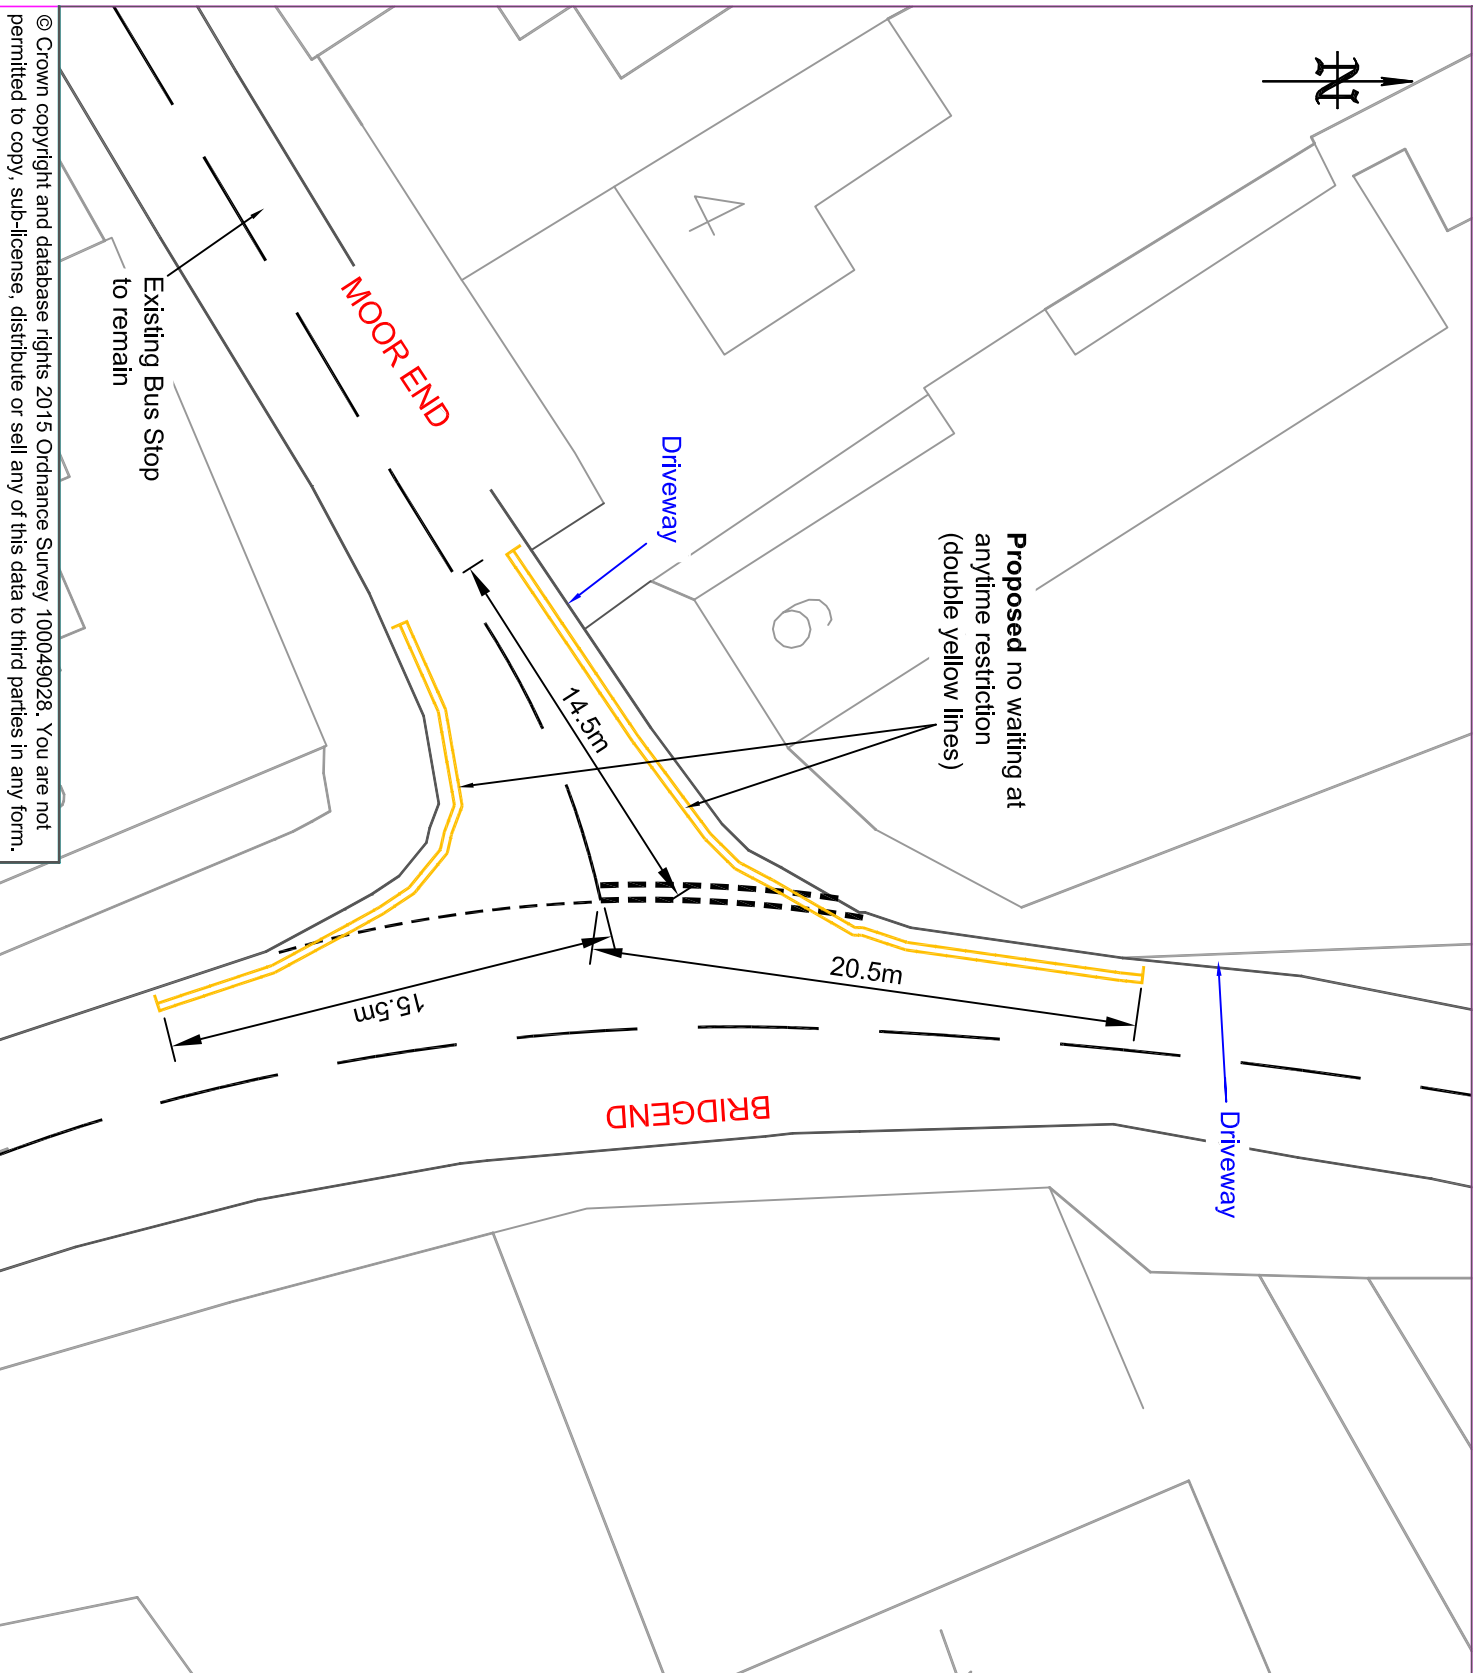 N
4
9
Proposed no waiting at
anytime restriction
(double yellow lines)
Driveway
MOOR END
Existing Bus Stop
to remain
14.5m
20.5m
15.5m
BRIDGEND
Driveway
© Crown copyright and database rights 2015 Ordnance Survey 100049028. You are not
permitted to copy, sub-license, distribute or sell any of this data to third parties in any form.